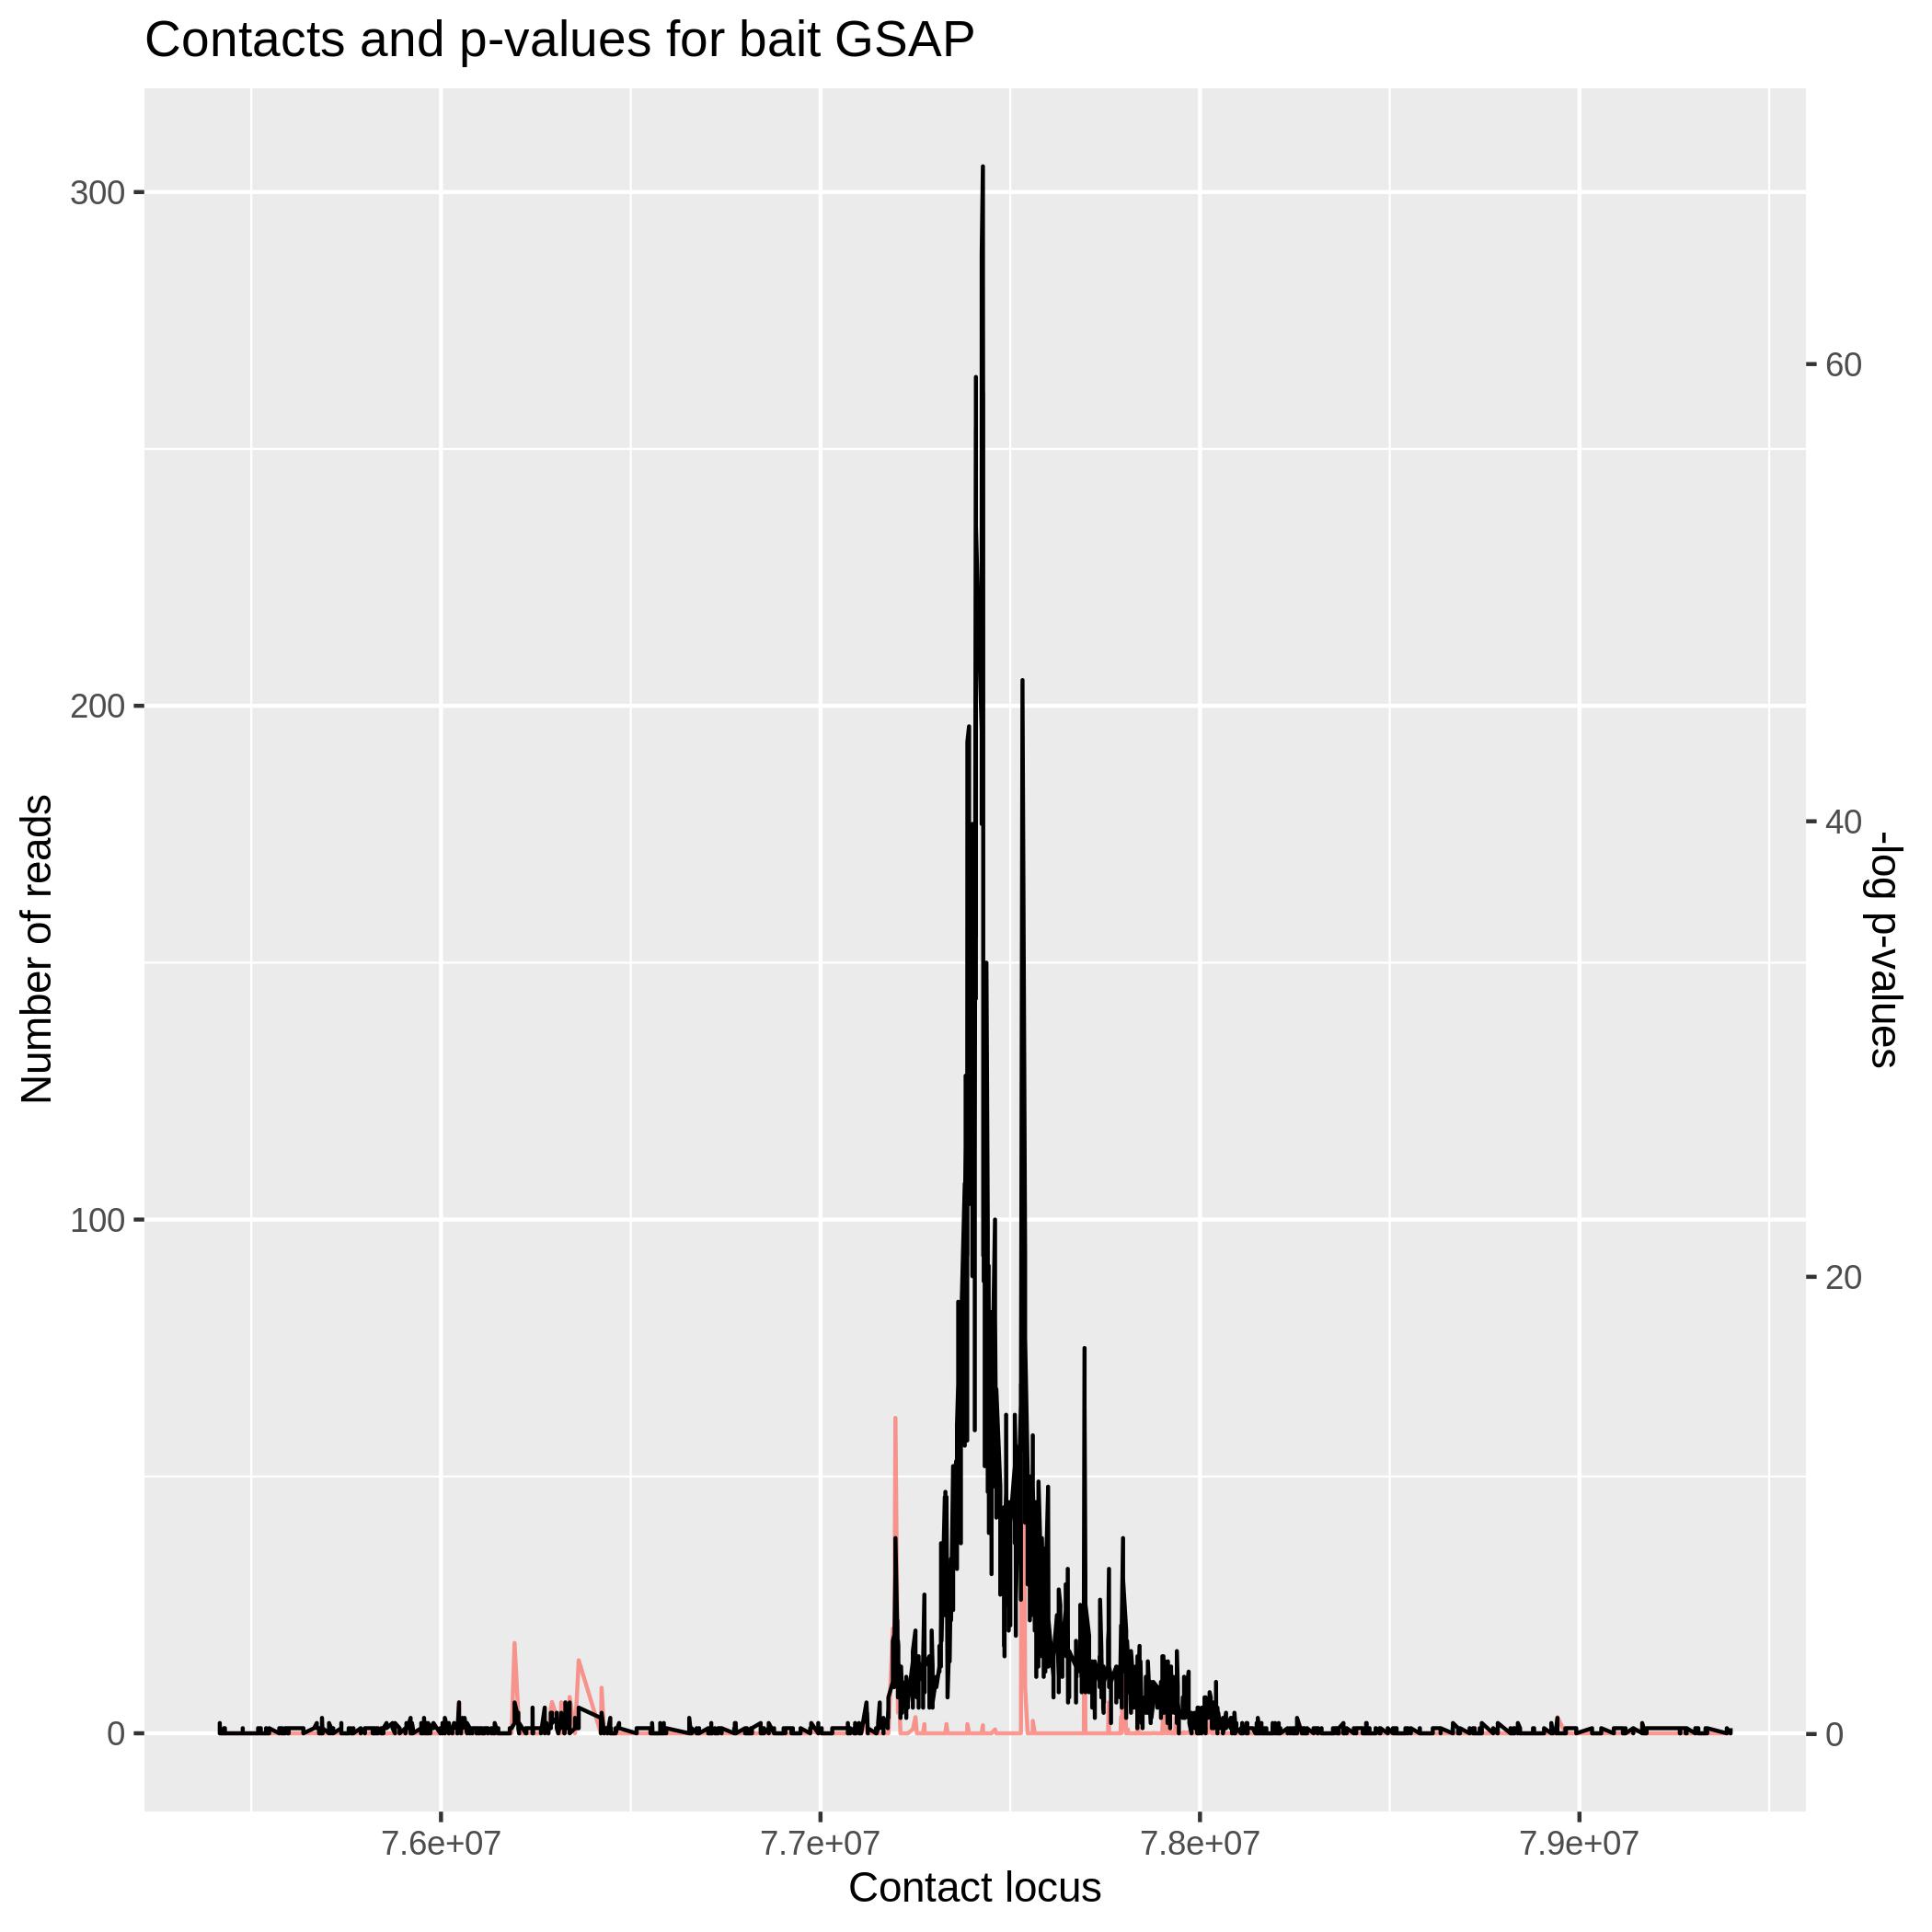 Contacts and p-values for bait GSAP
300
200
100
0
Number of reads
60
40
20
0
-log p-values
7.6e+07 7.7e+07 7.8e+07 7.9e+07
Contact locus